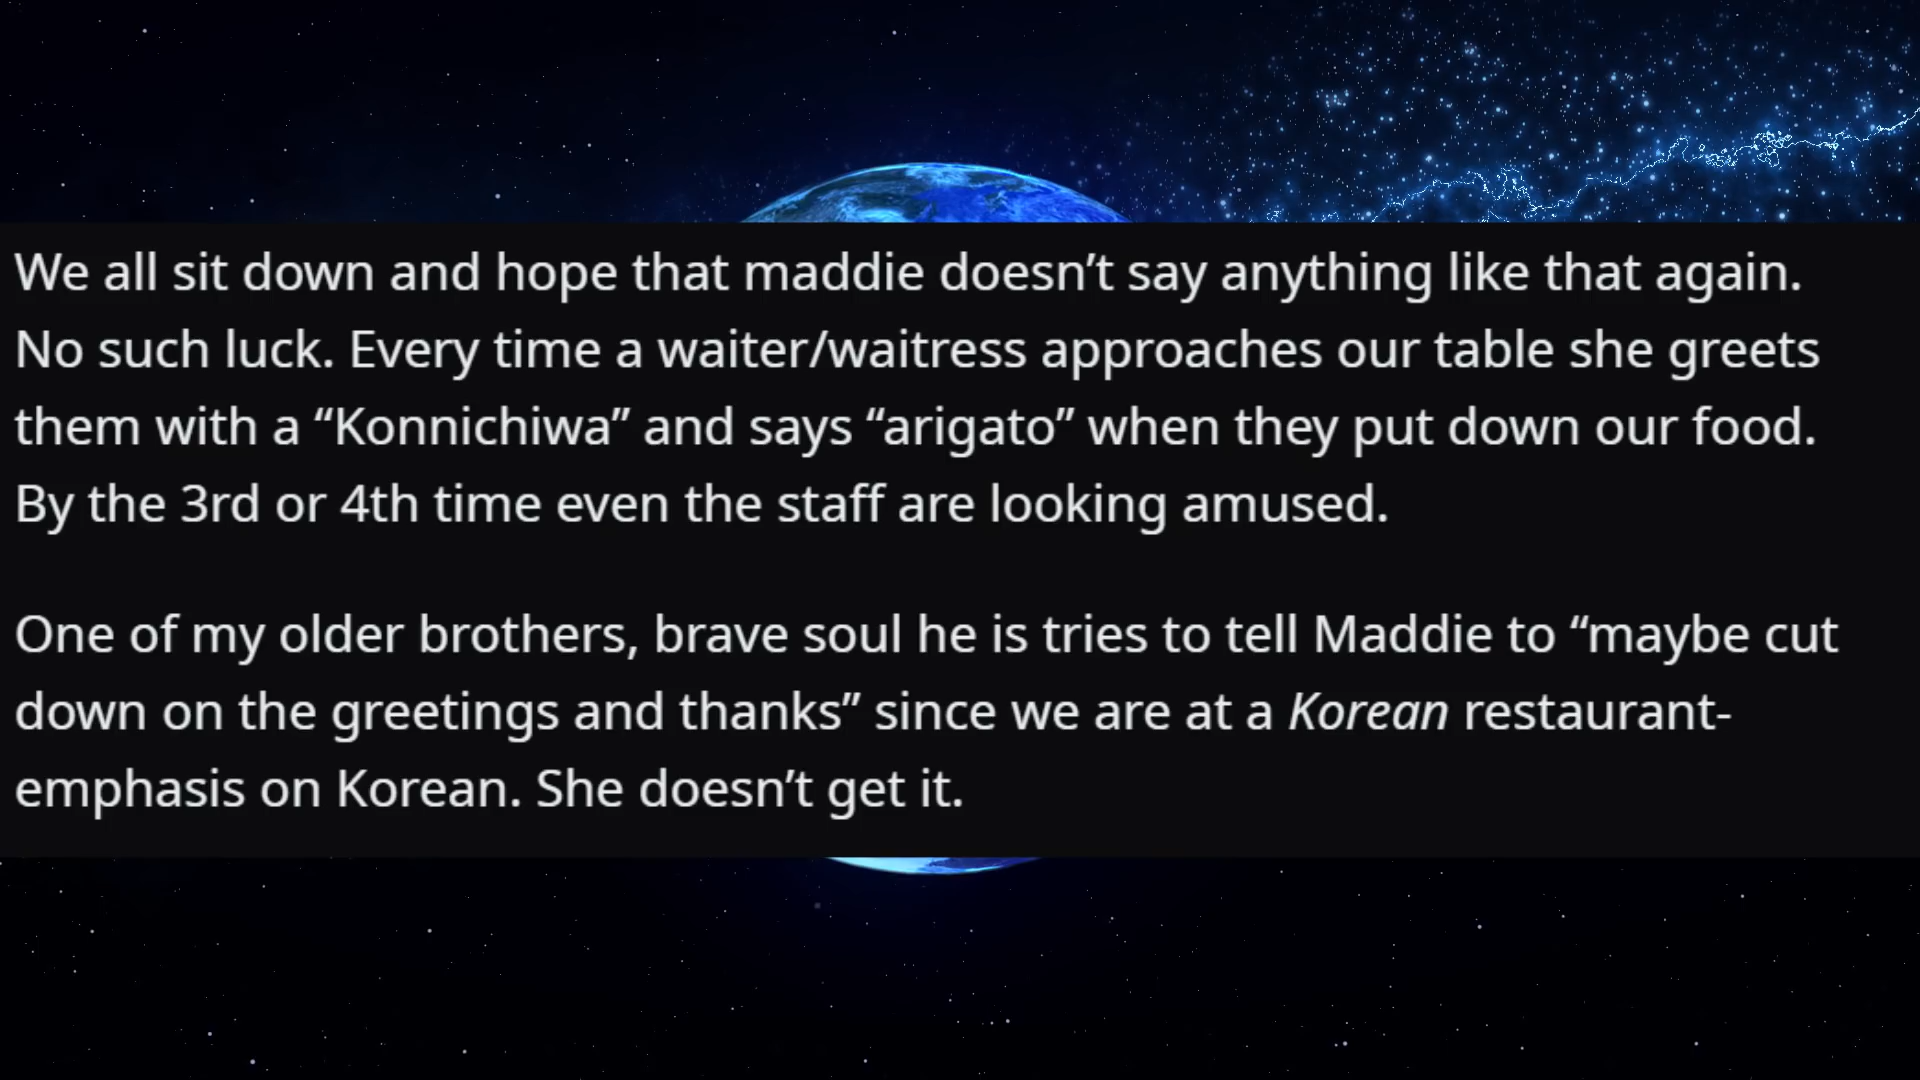 We all sit down and hope that maddie doesn’t say anything like that again.
No such luck. Every time a waiter/waitress approaches our table she greets
them with a “Konnichiwa” and says “arigato” when they put down our food.
By the 3rd or 4th time even the staff are looking amused.
One of my older brothers, brave soul he is tries to tell Maddie to “maybe cut
down on the greetings and thanks” since we are at a Korean restaurant-
emphasis on Korean. She doesn’t get it.